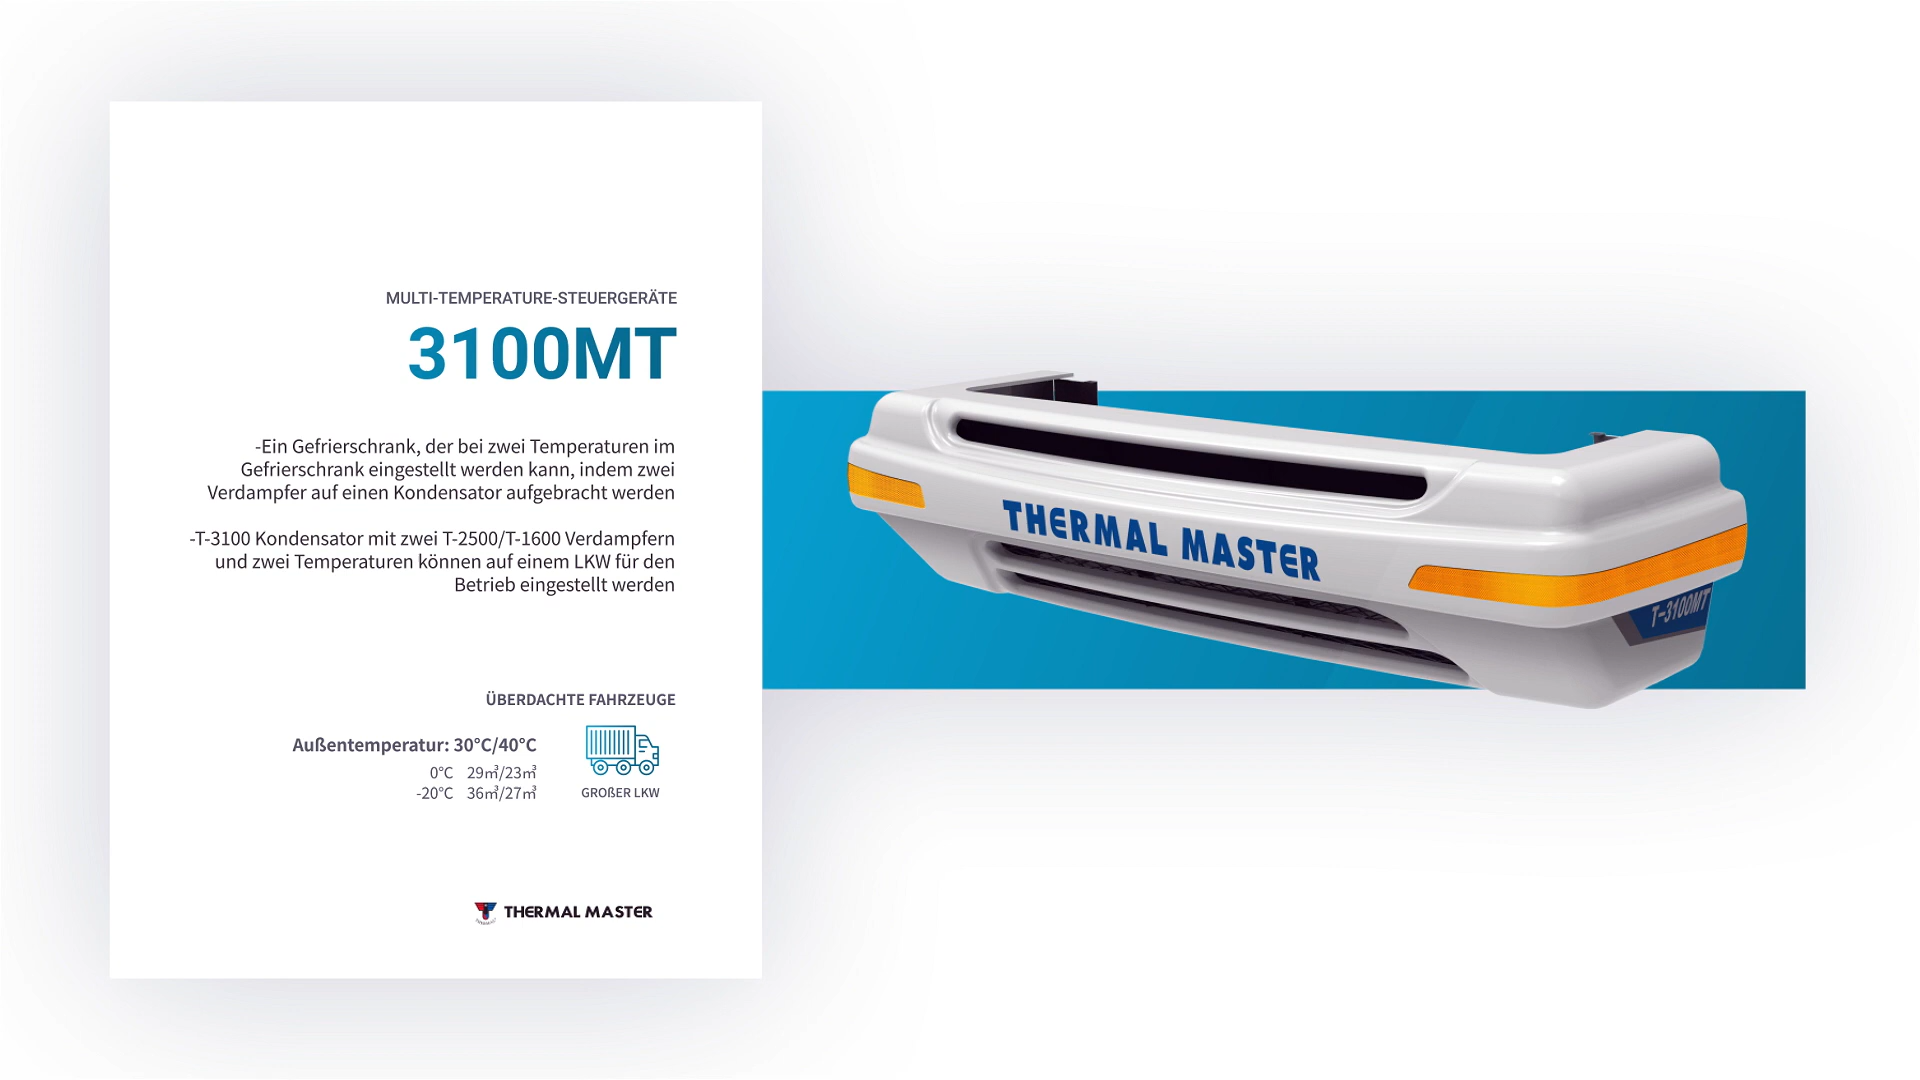 MULTI-TEMPERATURE-STEUERGERÄTE
3100MT
-Ein Gefrierschrank, der bei zwei Temperaturen im
Gefrierschrank eingestellt werden kann, indem zwei
Verdampfer auf einen Kondensator aufgebracht werden
-T-3100 Kondensator mit zwei T-2500/T-1600 Verdampfern
und zwei Temperaturen können auf einem LKW für den
Betrieb eingestellt werden
ÜBERDACHTE FAHRZEUGE
Außentemperatur: 30°C/40°C
0°C 29㎥/23㎥
-20°C 36㎥/27㎥
GROßER LKW
THERMAL MASTER
THERMAL MASTER
T-3100MT